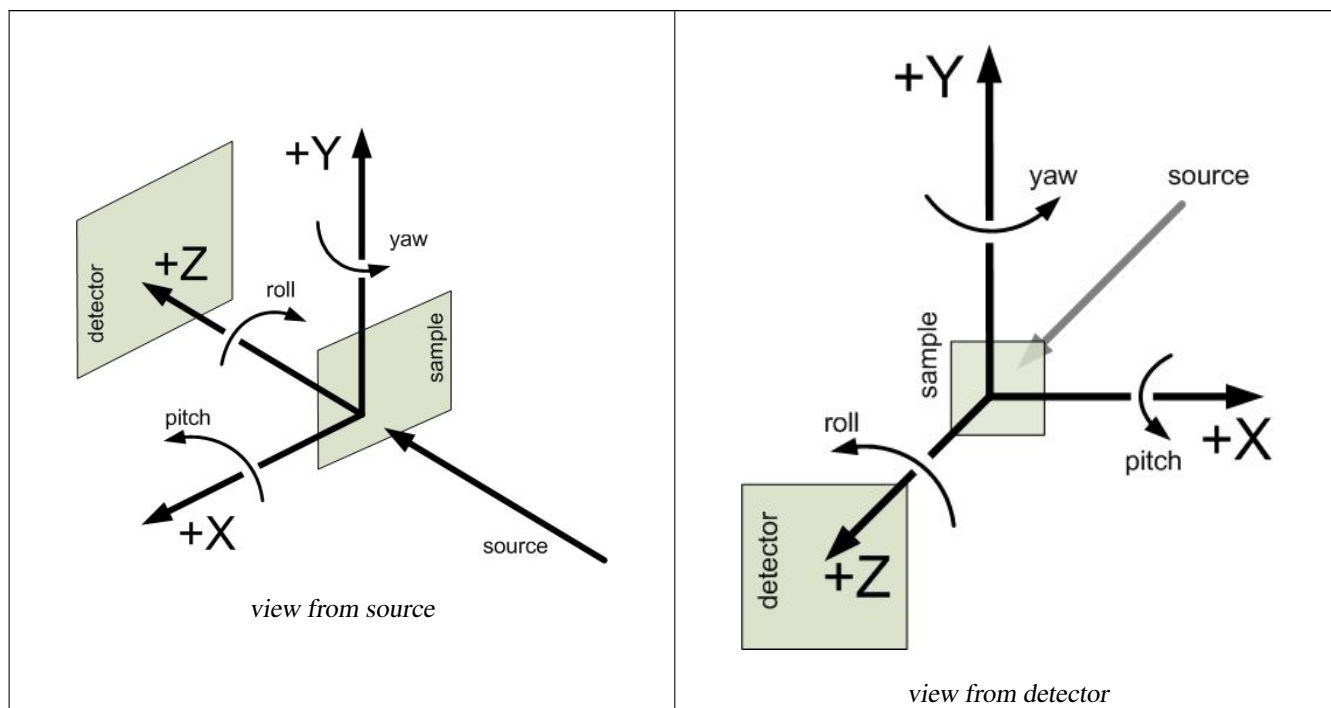 +Y
yaw
+Z
detector
roll
sample
pitch
+X
source
view from source
+Y
yaw
source
sample
roll
pitch
+X
detector
+Z
view from detector